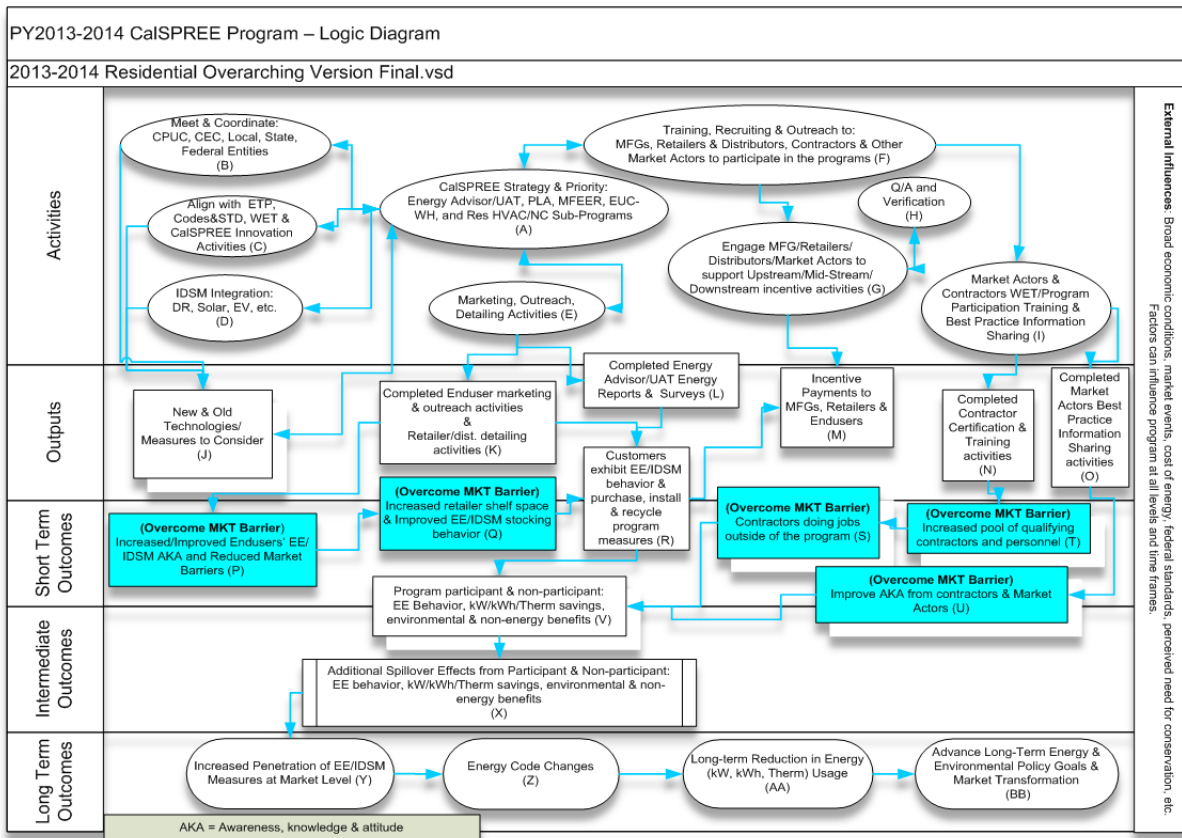 PY2013-2014 CalSPREE Program – Logic Diagram
2013-2014 Residential Overarching Version Final.vsd
Activities
Meet & Coordinate:
CPUC, CEC, Local, State,
Federal Entities
(B)
Training, Recruiting & Outreach to:
MFGs, Retailers & Distributors, Contractors & Other
Market Actors to participate in the programs (F)
CalSPREE Strategy & Priority:
Energy Advisor/UAT, PLA, MFEER, EUC-
WH, and Res HVAC/NC Sub-Programs
(A)
Q/A and
Verification
(H)
Align with ETP,
Codes&STD, WET &
CalSPREE Innovation
Activities (C)
Engage MFG/Retailers/
Distributors/Market Actors to
support Upstream/Mid-Stream/
Downstream incentive activities (G)
IDSM Integration:
DR, Solar, EV, etc.
(D)
Marketing, Outreach,
Detailing Activities (E)
Market Actors &
Contractors WET/Program
Participation Training &
Best Practice Information
Sharing (I)
Outputs
New & Old
Technologies/
Measures to Consider
(J)
Completed Enduser marketing
& outreach activities
&
Retailer/dist. detailing
activities (K)
Completed Energy
Advisor/UAT Energy
Reports & Surveys (L)
Incentive
Payments to
MFGs, Retailers &
Endusers
(M)
Completed
Contractor
Certification &
Training
activities
(N)
Completed
Market
Actors Best
Practice
Information
Sharing
activities
(O)
Customers
exhibit EE/IDSM
behavior &
purchase, install
& recycle
program
measures (R)
Short Term
Outcomes
(Overcome MKT Barrier)
Increased/Improved Endusers' EE/
IDSM AKA and Reduced Market
Barriers (P)
(Overcome MKT Barrier)
Increased retailer shelf space
& Improved EE/IDSM stocking
behavior (Q)
(Overcome MKT Barrier)
Contractors doing jobs
outside of the program (S)
(Overcome MKT Barrier)
Increased pool of qualifying
contractors and personnel (T)
(Overcome MKT Barrier)
Improve AKA from contractors & Market
Actors (U)
Program participant & non-participant:
EE Behavior, kW/kWh/Therm savings,
environmental & non-energy benefits (V)
Intermediate
Outcomes
Additional Spillover Effects from Participant & Non-participant:
EE behavior, kW/kWh/Therm savings, environmental & non-
energy benefits
(X)
Long Term
Outcomes
Increased Penetration of EE/IDSM
Measures at Market Level (Y)
Energy Code Changes
(Z)
Long-term Reduction in Energy
(kW, kWh, Therm) Usage
(AA)
Advance Long-Term Energy &
Environmental Policy Goals &
Market Transformation
(BB)
AKA = Awareness, knowledge & attitude
External Influences: Broad economic conditions, market events, cost of energy, federal standards, perceived need for conservation, etc.
Factors can influence program at all levels and time frames.